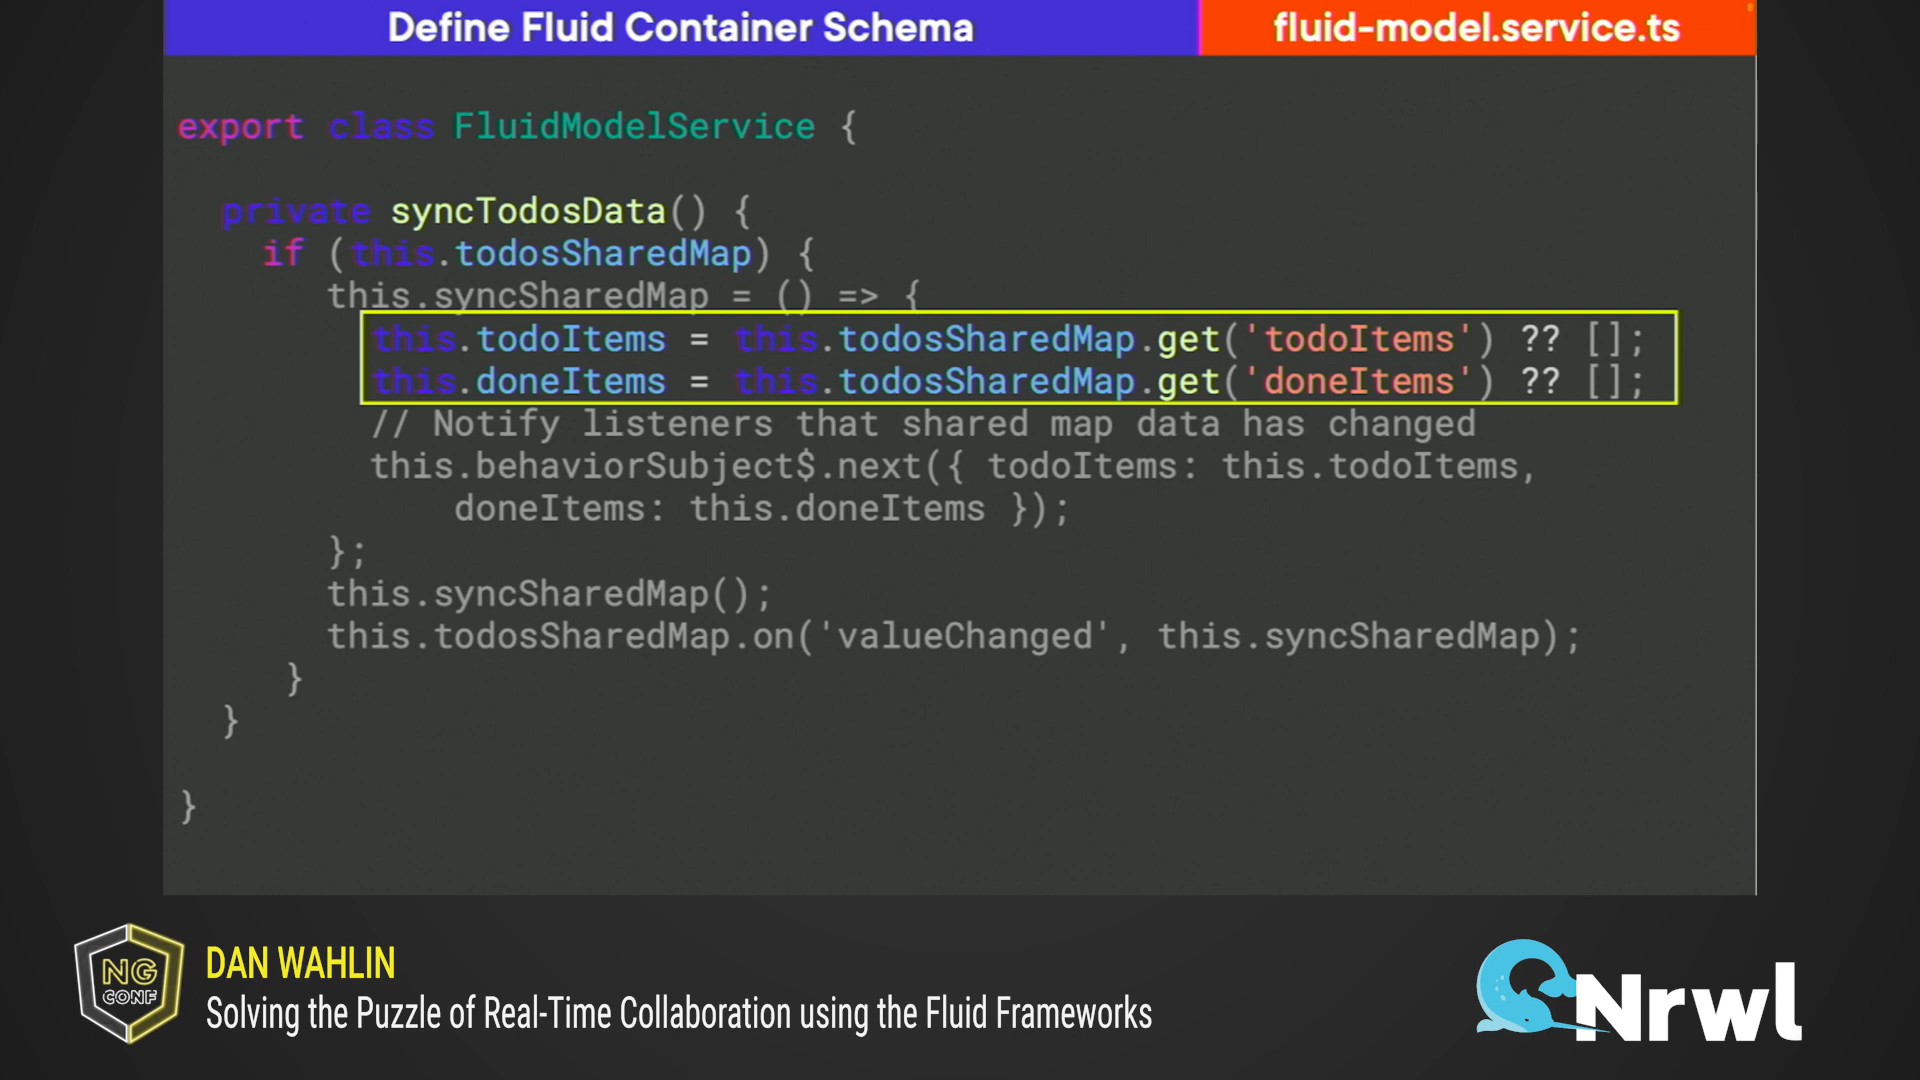 Define Fluid Container Schema
fluid-model.service.ts
export class FluidModelService {
private syncTodosData() {
if (this.todosSharedMap) {
this.syncSharedMap = () => {
this.todoItems = this.todosSharedMap.get('todoItems') ?? [];
this.doneItems = this.todosSharedMap.get('doneItems') ?? [];
// Notify listeners that shared map data has changed
this.behaviorSubject$.next({ todoItems: this.todoItems,
doneItems: this.doneItems });
};
this.syncSharedMap();
this.todosSharedMap.on('valueChanged', this.syncSharedMap);
}
}
}
NG
CONF
DAN WAHLIN
Solving the Puzzle of Real-Time Collaboration using the Fluid Frameworks
Nrwl